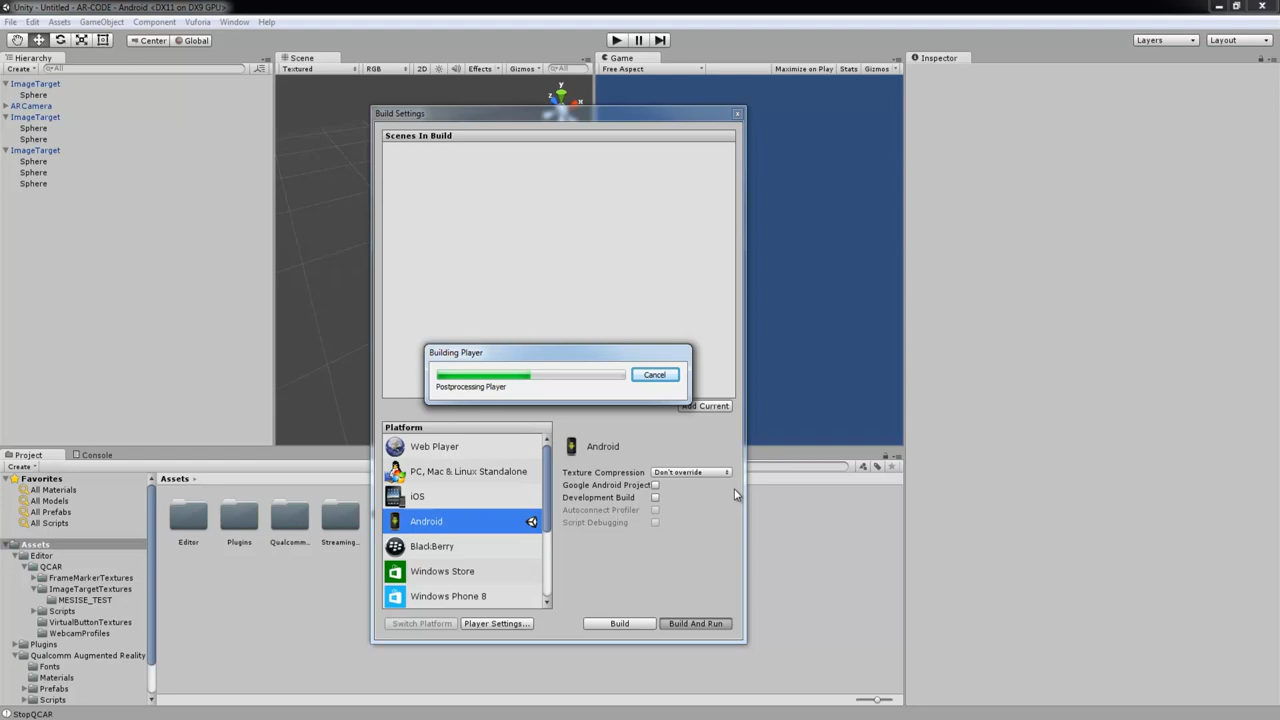 Unity - Untitled - AR-CODE - Android <DX11 on DX9 GPU>
File Edit Assets GameObject Component Vuforia Window Help
Center Global
Layers Layout
Hierarchy
Create All
ImageTarget
Sphere
ARCamera
ImageTarget
Sphere
Sphere
ImageTarget
Sphere
Sphere
Sphere
Scene
Textured RGB 2D Effects Gizmos All
y
z x
Game
Free Aspect Maximize on Play Stats Gizmos
Inspector
Build Settings
Scenes In Build
Building Player
Cancel
Postprocessing Player
Add Current
Platform
Web Player
PC, Mac & Linux Standalone
iOS
Android
BlackBerry
Windows Store
Windows Phone 8
Android
Texture Compression Don't override
Google Android Project
Development Build
Autoconnect Profiler
Script Debugging
Switch Platform Player Settings... Build Build And Run
Project Console
Create
Favorites
All Materials
All Models
All Prefabs
All Scripts
Assets
Editor
QCAR
FrameMarkerTextures
ImageTargetTextures
MESISE_TEST
Scripts
VirtualButtonTextures
WebcamProfiles
Plugins
Qualcomm Augmented Reality
Fonts
Materials
Prefabs
Scripts
Assets
Editor Plugins Qualcomm... Streaming...
StopQCAR